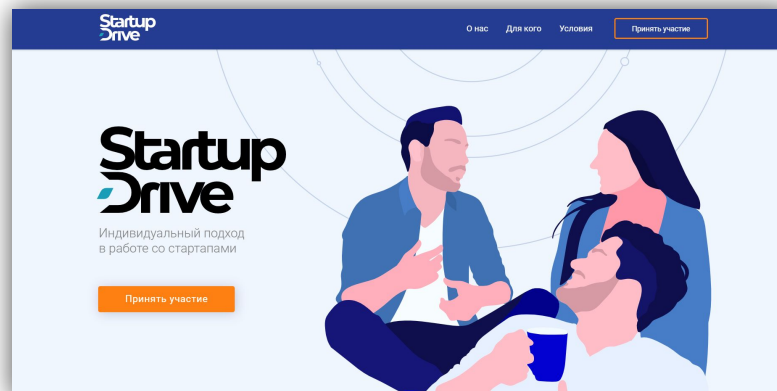 Startup
Drive
О нас
Для кого
Условия
Принять участие
Startup
Drive
Индивидуальный подход
в работе со стартапами
Принять участие